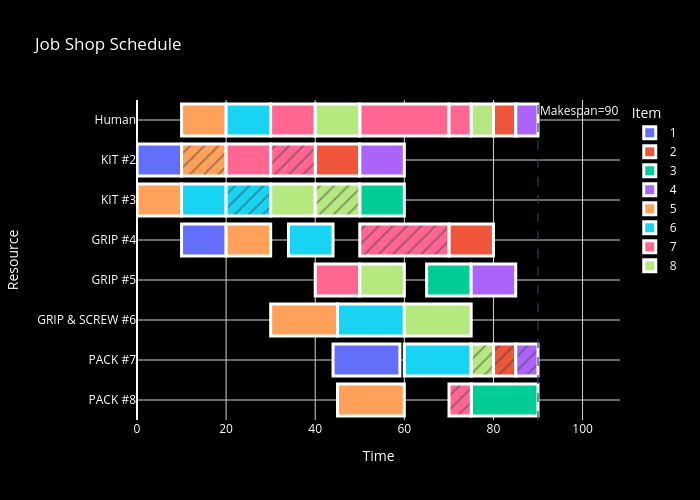 Job Shop Schedule
Makespan=90
Item
1
2
3
4
5
6
7
8
Resource
Human
KIT #2
KIT #3
GRIP #4
GRIP #5
GRIP & SCREW #6
PACK #7
PACK #8
0 20 40 60 80 100
Time